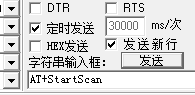 DTR RTS
定时发送 30000 ms/次
HEX发送 发送新行
字符串输入框: 发送
AT+StartScan